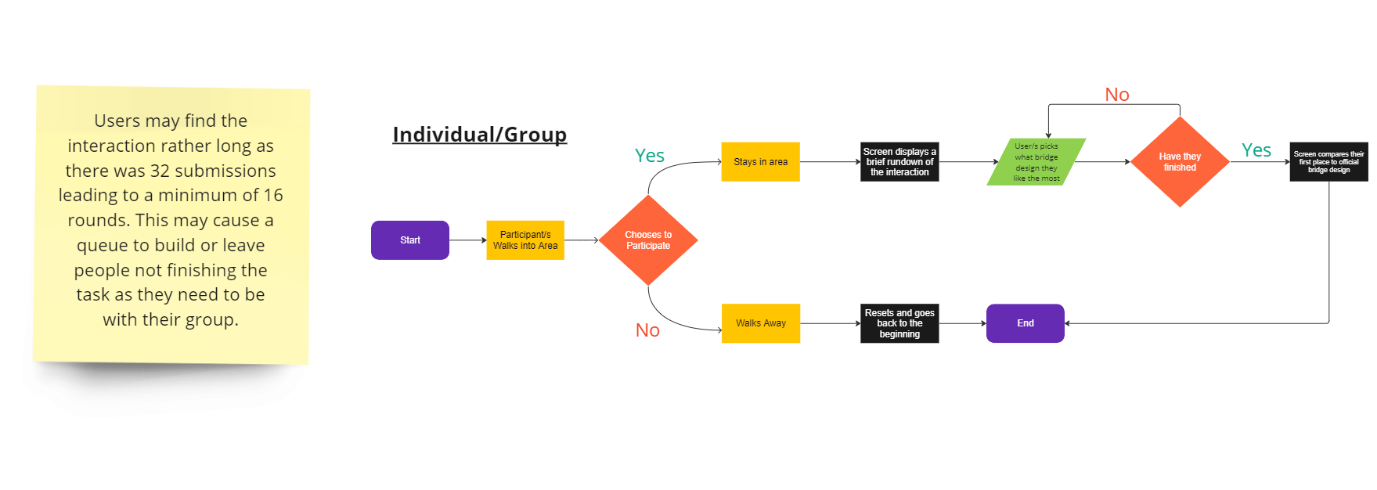 Users may find the
interaction rather long as
there was 32 submissions
leading to a minimum of 16
rounds. This may cause a
queue to build or leave
people not finishing the
task as they need to be
with their group.
Individual/Group
Start
Participant/s
Walks into Area
Chooses to
Participate
Yes
Stays in area
Screen displays a
brief rundown of
the interaction
User/s picks
what bridge
design they
like the most
No
Have they
finished
Yes
Screen compares their
first place to official
bridge design
No
Walks Away
Resets and goes
back to the
beginning
End